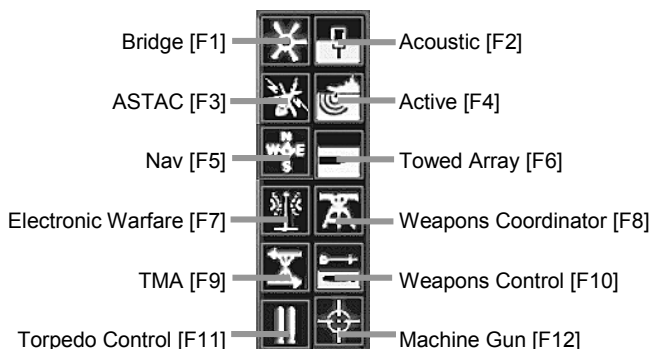 Bridge [F1] Acoustic [F2]
ASTAC [F3] Active [F4]
Nav [F5] N W E S Towed Array [F6]
Electronic Warfare [F7] Weapons Coordinator [F8]
TMA [F9] Weapons Control [F10]
Torpedo Control [F11] Machine Gun [F12]